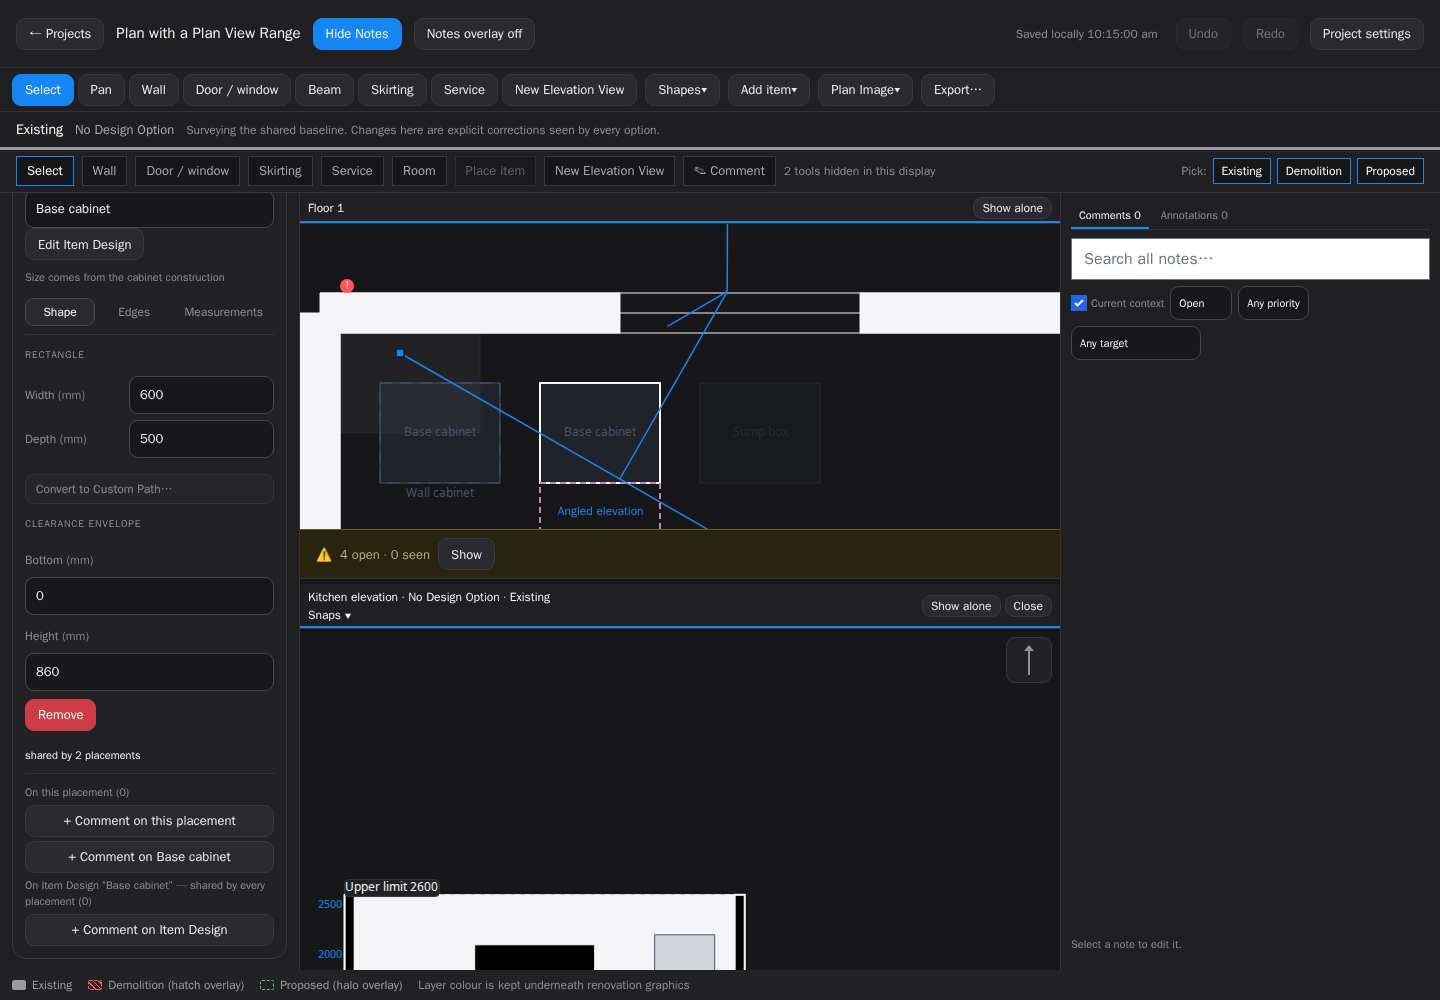 ← Projects
Plan with a Plan View Range
Hide Notes
Notes overlay off
Saved locally 10:15:00 am
Undo
Redo
Project settings
Select
Pan
Wall
Door / window
Beam
Skirting
Service
New Elevation View
Shapes▾
Add item▾
Plan Image▾
Export⋯
Existing
No Design Option
Surveying the shared baseline. Changes here are explicit corrections seen by every option.
Select
Wall
Door / window
Skirting
Service
Room
Place item
New Elevation View
✎ Comment
2 tools hidden in this display
Pick:
Existing
Demolition
Proposed
Base cabinet
Edit Item Design
Size comes from the cabinet construction
Shape
Edges
Measurements
RECTANGLE
Width (mm)
600
Depth (mm)
500
Convert to Custom Path⋯
CLEARANCE ENVELOPE
Bottom (mm)
0
Height (mm)
860
Remove
shared by 2 placements
On this placement (0)
+ Comment on this placement
+ Comment on Base cabinet
On Item Design "Base cabinet" — shared by every
placement (0)
+ Comment on Item Design
Floor 1
Show alone
!
Base cabinet
Base cabinet
Sump box
Wall cabinet
Angled elevation
4 open · 0 seen
Show
Kitchen elevation · No Design Option · Existing
Snaps ▾
Show alone
Close
Upper limit 2600
2500
2000
Comments 0
Annotations 0
Search all notes⋯
Current context
Open
Any priority
Any target
Select a note to edit it.
Existing
Demolition (hatch overlay)
Proposed (halo overlay)
Layer colour is kept underneath renovation graphics